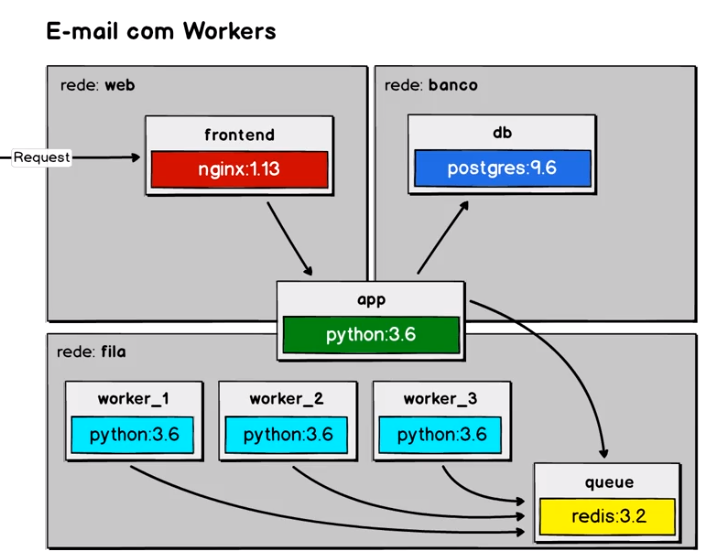 E-mail com Workers
rede: web
rede: banco
Request
frontend
nginx:1.13
db
postgres:9.6
app
python:3.6
rede: fila
worker_1
python:3.6
worker_2
python:3.6
worker_3
python:3.6
queue
redis:3.2